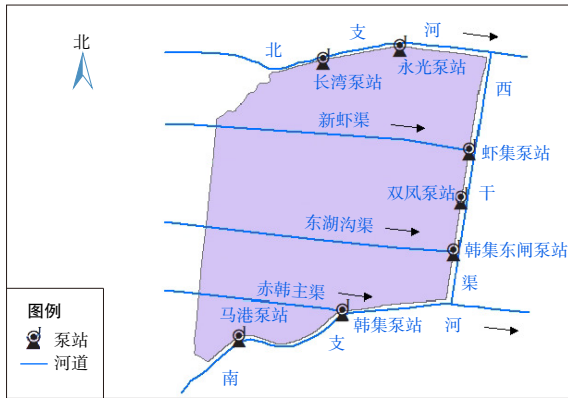 北
北支河
永光泵站
长湾泵站
西干渠
新虾渠
虾集泵站
双凤泵站
东湖沟渠
韩集东闸泵站
赤韩主渠
马港泵站
韩集泵站
南支河
图例
泵站
河道